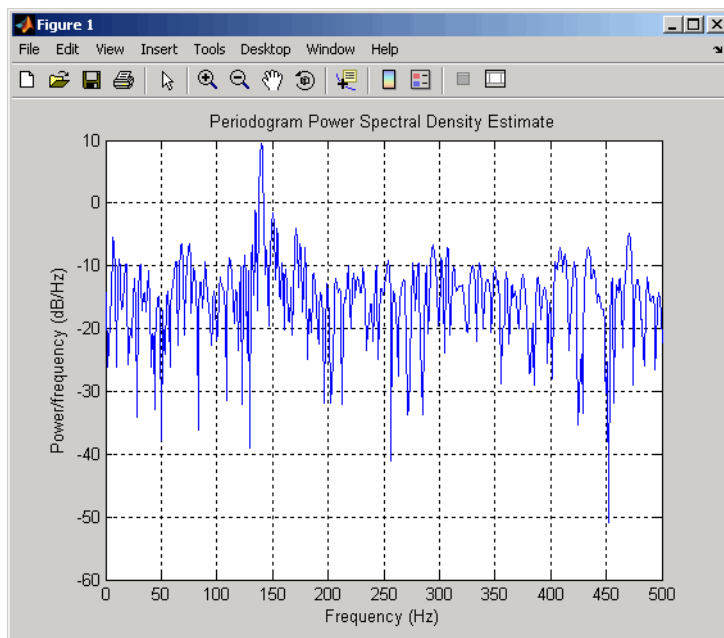 Figure 1
File Edit View Insert Tools Desktop Window Help
Periodogram Power Spectral Density Estimate
10
0
-10
-20
-30
-40
-50
-60
Power/frequency (dB/Hz)
0 50 100 150 200 250 300 350 400 450 500
Frequency (Hz)